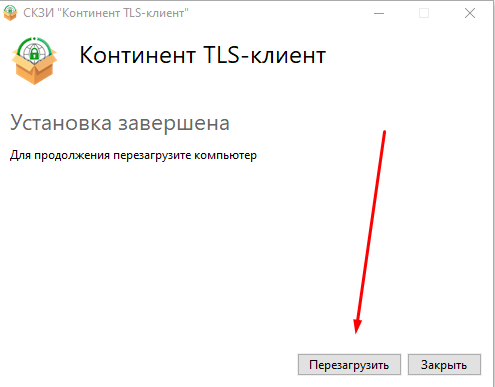 СКЗИ "Континент TLS-клиент"
Континент TLS-клиент
Установка завершена
Для продолжения перезагрузите компьютер
Перезагрузить
Закрыть